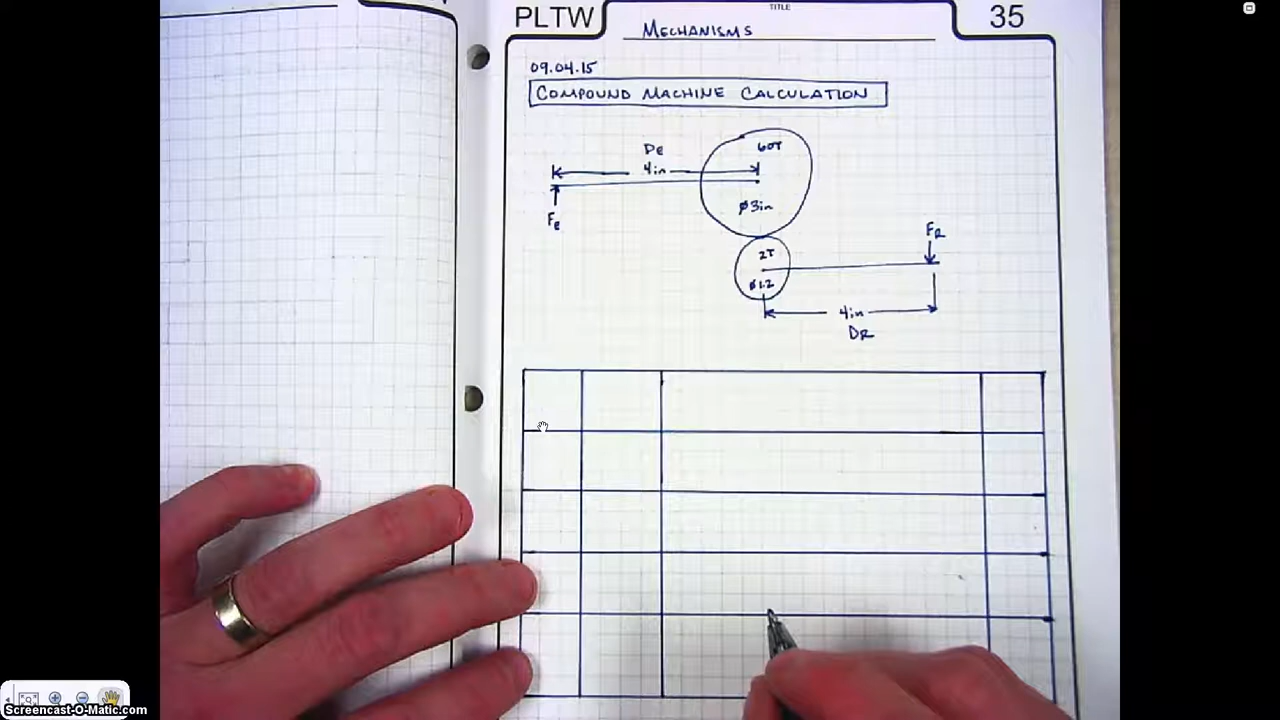 PLTW
TITLE
35
MECHANISMS
09.04.15
COMPOUND MACHINE CALCULATION
DE
4in
60T
Ø3in
FE
FR
2T
Ø1.2
4in
DR
Screencast-O-Matic.com